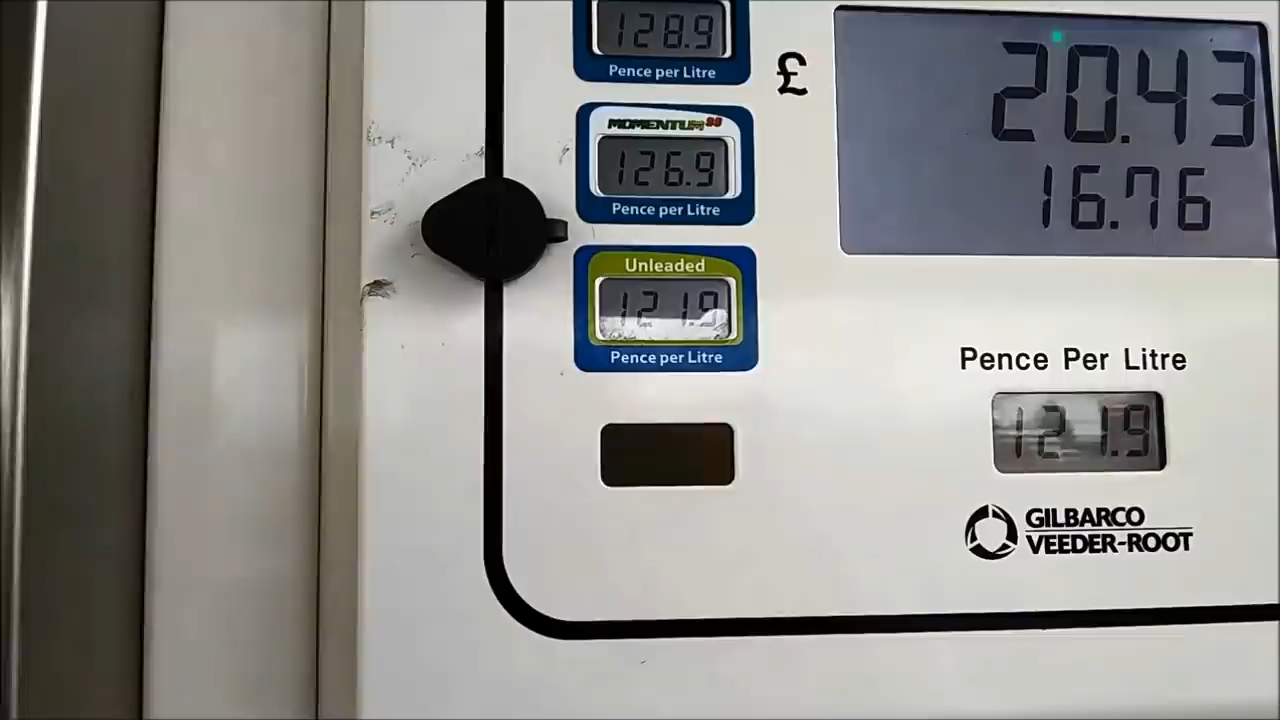 128.9
Pence per Litre
£
20.43
16.76
MOMENTUM99
126.9
Pence per Litre
Unleaded
121.9
Pence per Litre
Pence Per Litre
121.9
GILBARCO
VEEDER-ROOT